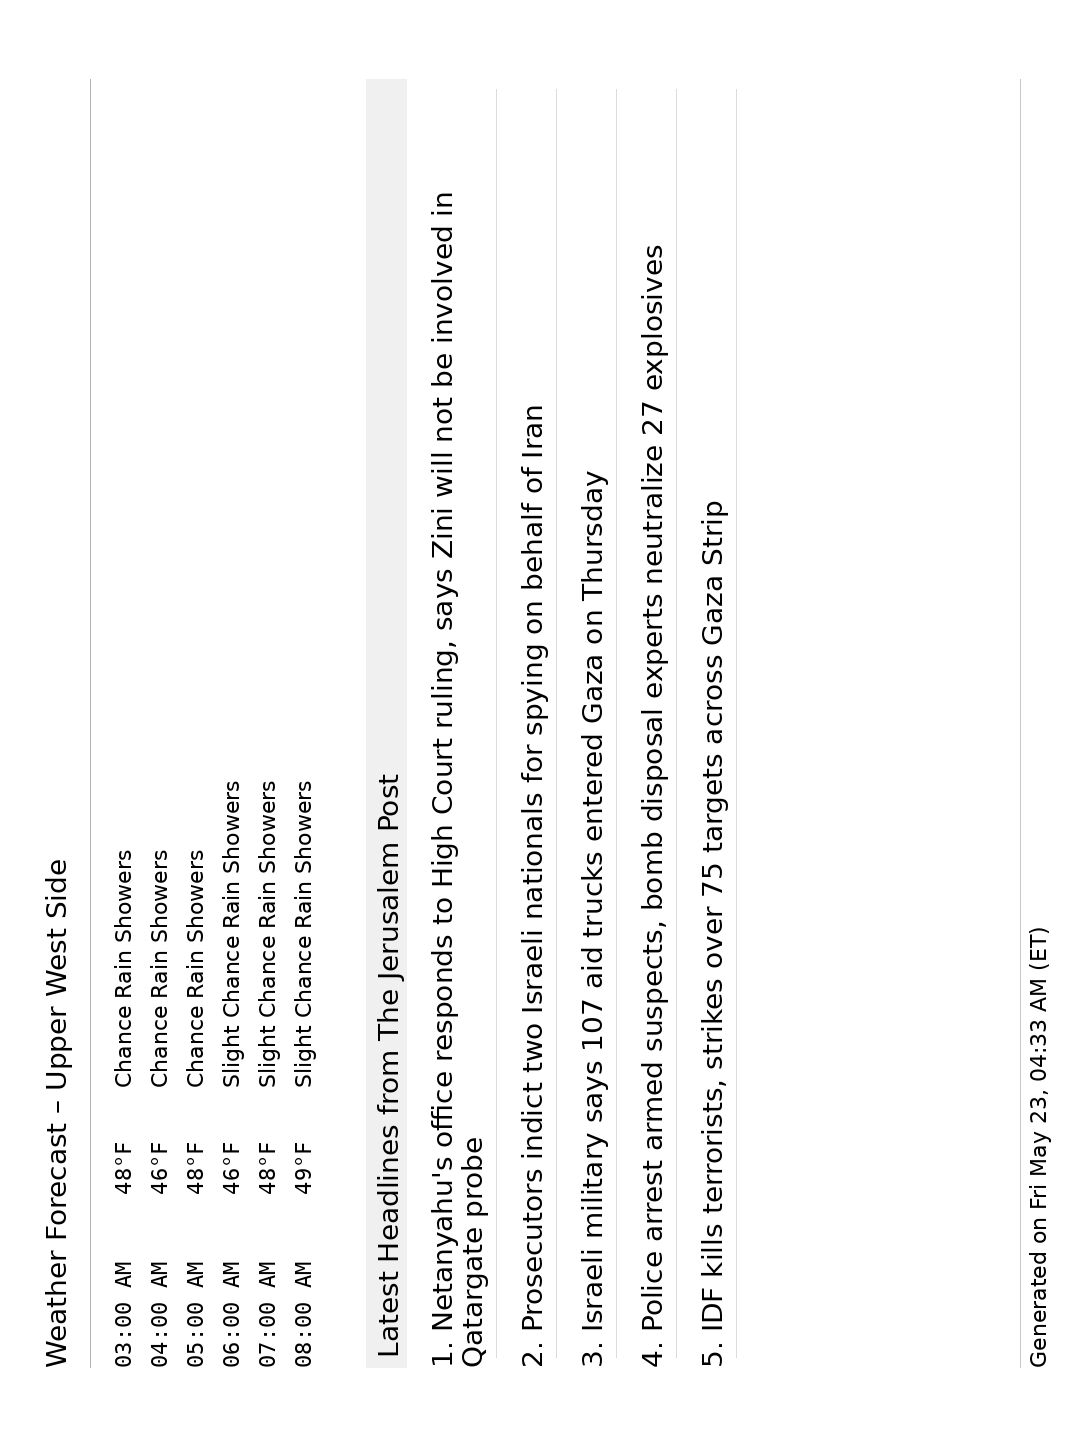 Weather Forecast – Upper West Side
03:00 AM 48°F Chance Rain Showers
04:00 AM 46°F Chance Rain Showers
05:00 AM 48°F Chance Rain Showers
06:00 AM 46°F Slight Chance Rain Showers
07:00 AM 48°F Slight Chance Rain Showers
08:00 AM 49°F Slight Chance Rain Showers
Latest Headlines from The Jerusalem Post
1. Netanyahu's office responds to High Court ruling, says Zini will not be involved in
Qatargate probe
2. Prosecutors indict two Israeli nationals for spying on behalf of Iran
3. Israeli military says 107 aid trucks entered Gaza on Thursday
4. Police arrest armed suspects, bomb disposal experts neutralize 27 explosives
5. IDF kills terrorists, strikes over 75 targets across Gaza Strip
Generated on Fri May 23, 04:33 AM (ET)